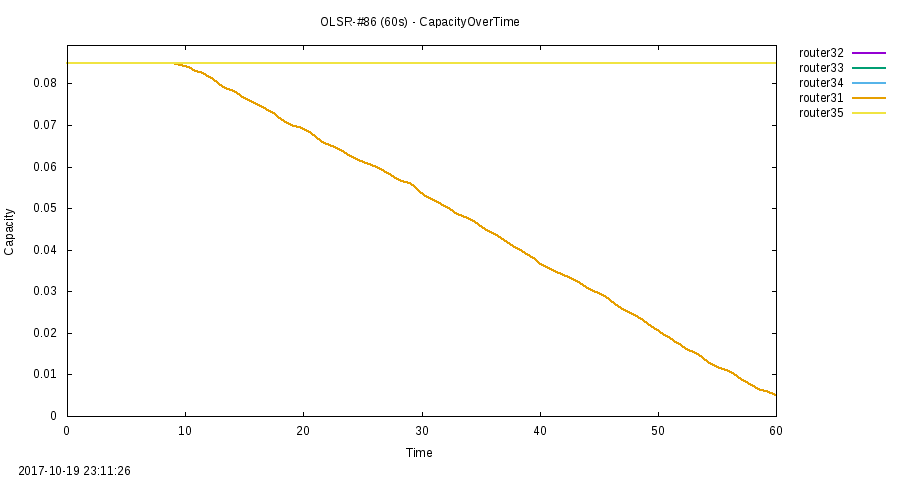 OLSR-#86 (60s) - CapacityOverTime
router32
router33
router34
router31
router35
0.08
0.07
0.06
0.05
0.04
0.03
0.02
0.01
0
Capacity
0 10 20 30 40 50 60
Time
2017-10-19 23:11:26